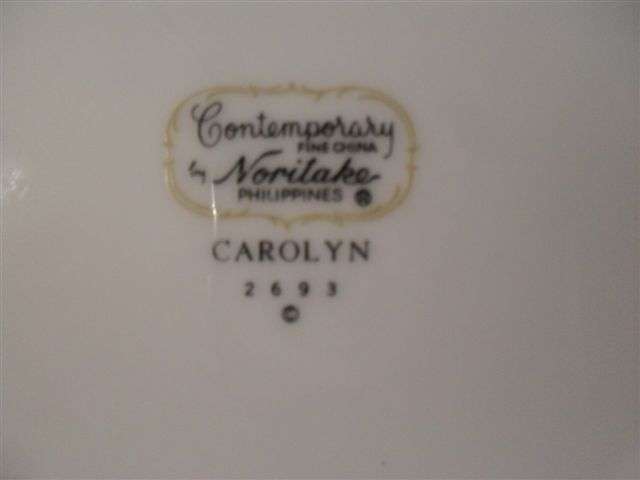 Contemporary
FINE CHINA
by Noritake
PHILIPPINES ®
CAROLYN
2693
©